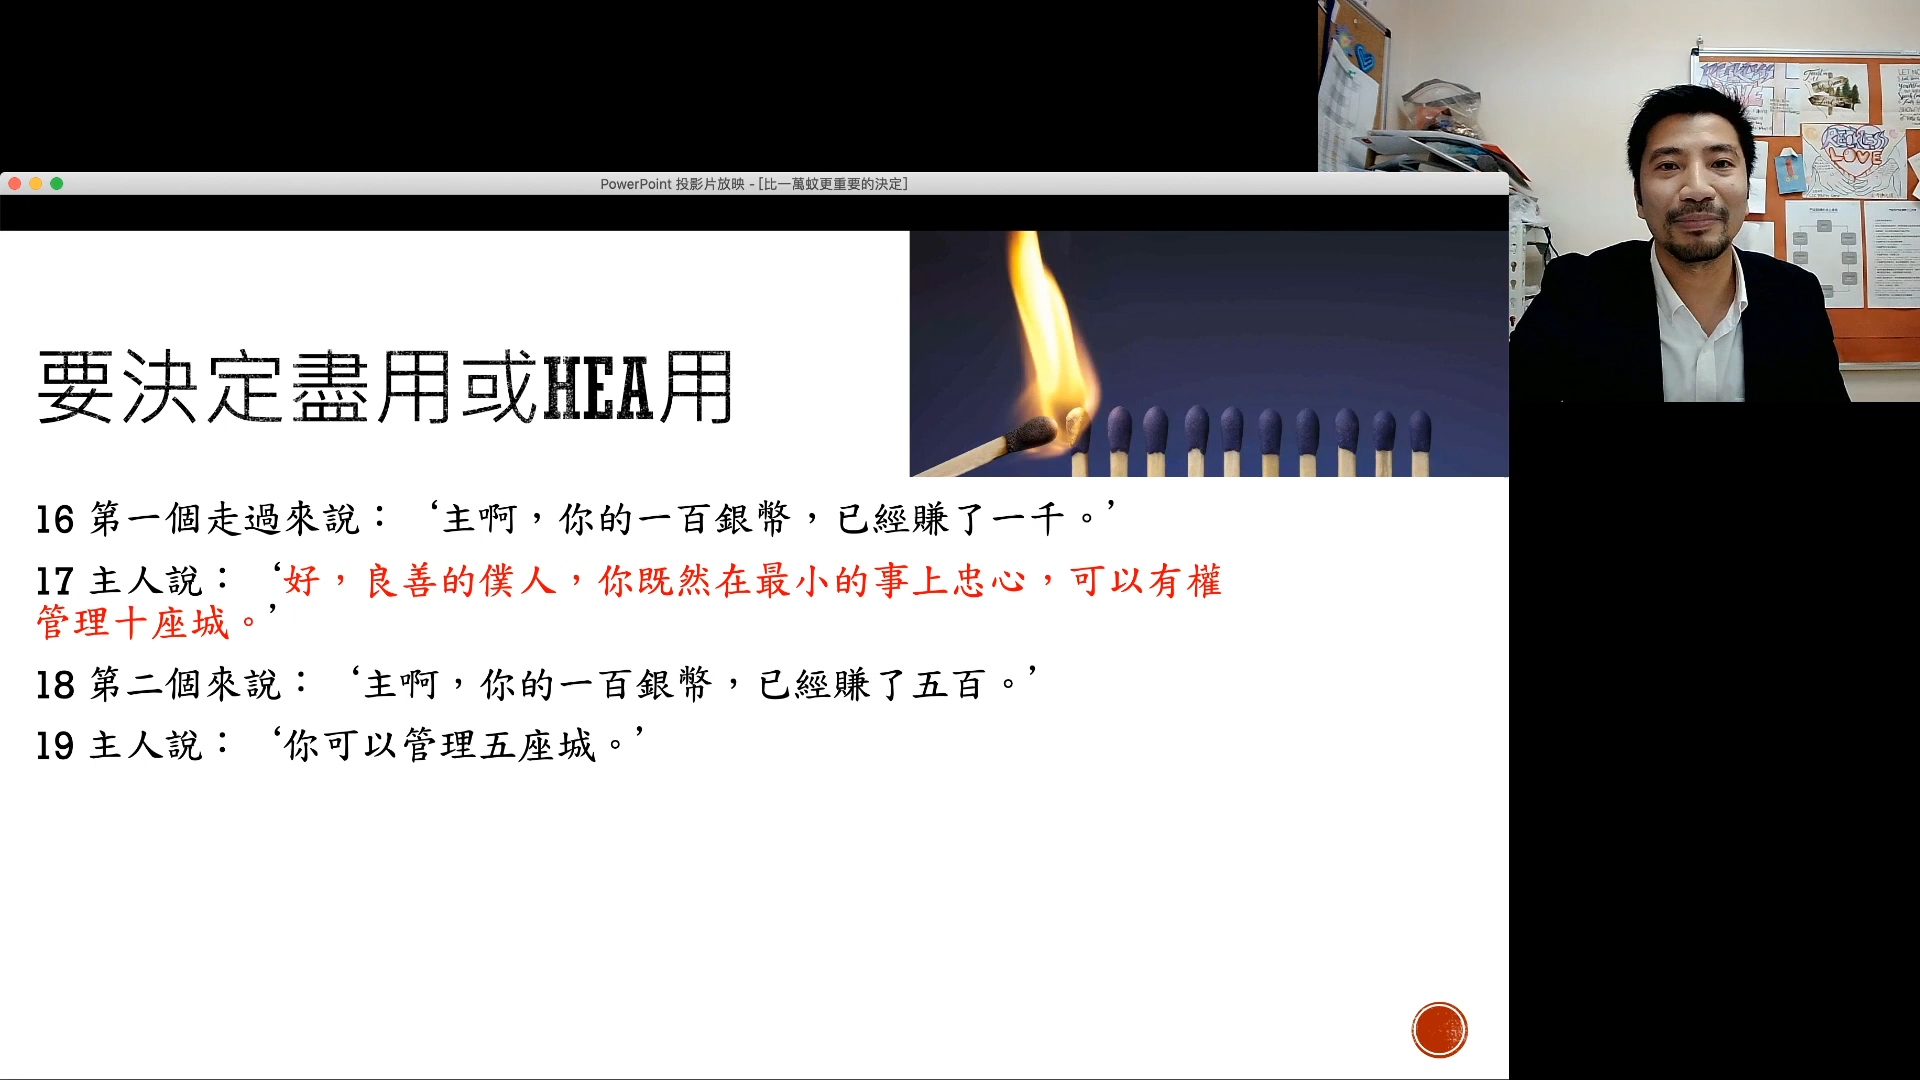 PowerPoint 投影片放映 - [比一萬蚊更重要的決定]
RECKLESS
LOVE
要決定盡用或HEA用
16 第一個走過來說：‘主啊，你的一百銀幣，已經賺了一千。’
17 主人說：‘好，良善的僕人，你既然在最小的事上忠心，可以有權
管理十座城。’
18 第二個來說：‘主啊，你的一百銀幣，已經賺了五百。’
19 主人說：‘你可以管理五座城。’